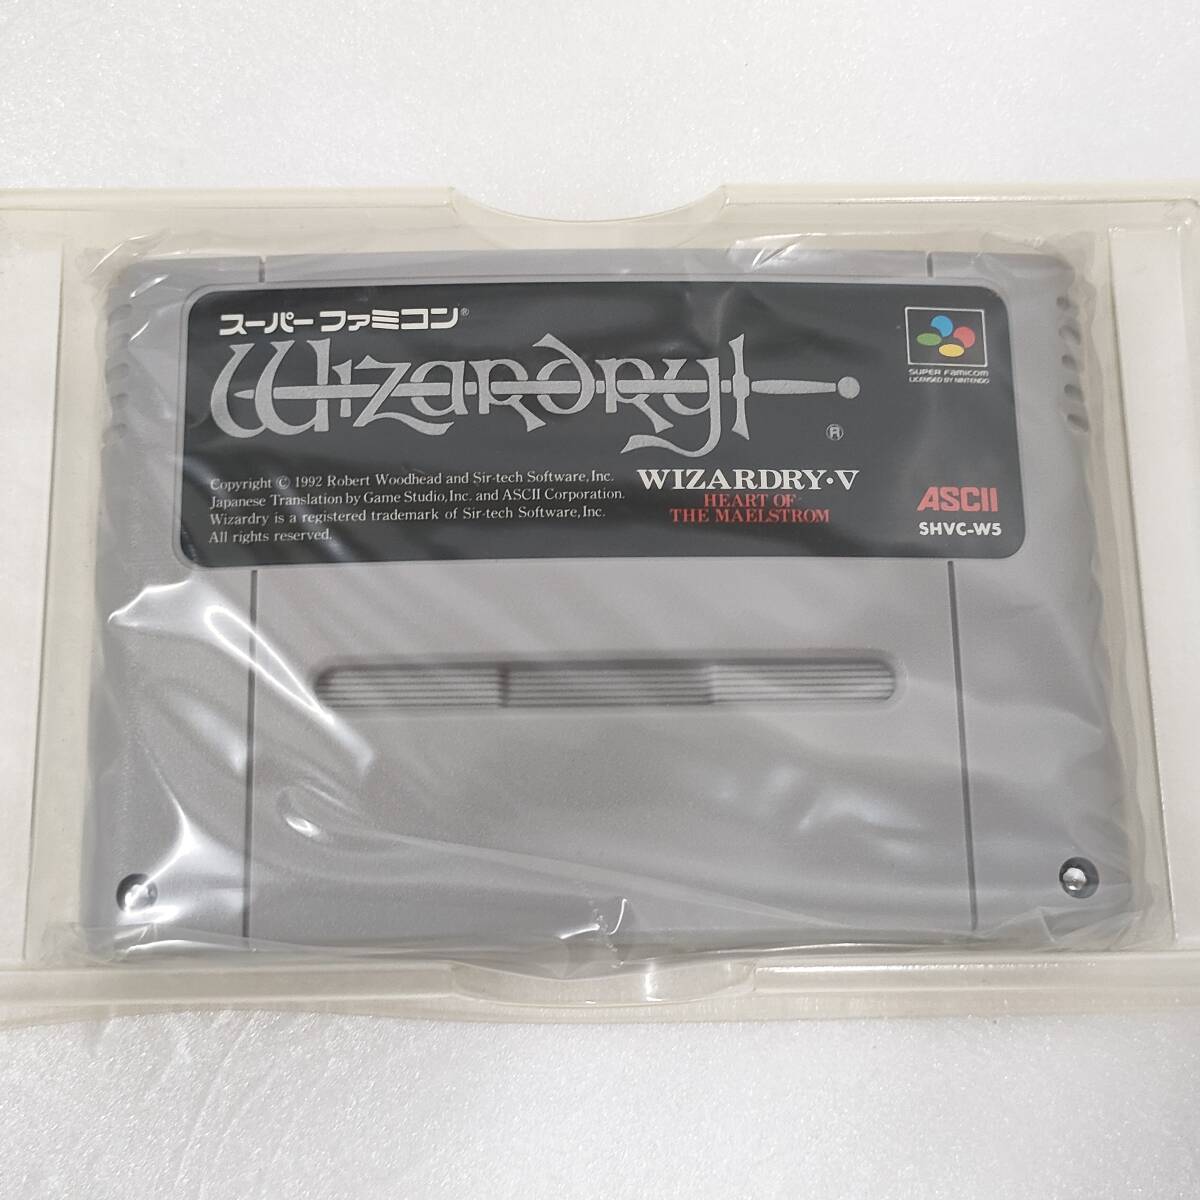 スーパーファミコン®
Wizardry
®
SUPER Famicom
LICENSED BY NINTENDO
Copyright © 1992 Robert Woodhead and Sir-tech Software, Inc.
Japanese Translation by Game Studio, Inc. and ASCII Corporation.
Wizardry is a registered trademark of Sir-tech Software, Inc.
All rights reserved.
WIZARDRY・V
HEART OF
THE MAELSTROM
ASCII
SHVC-W5